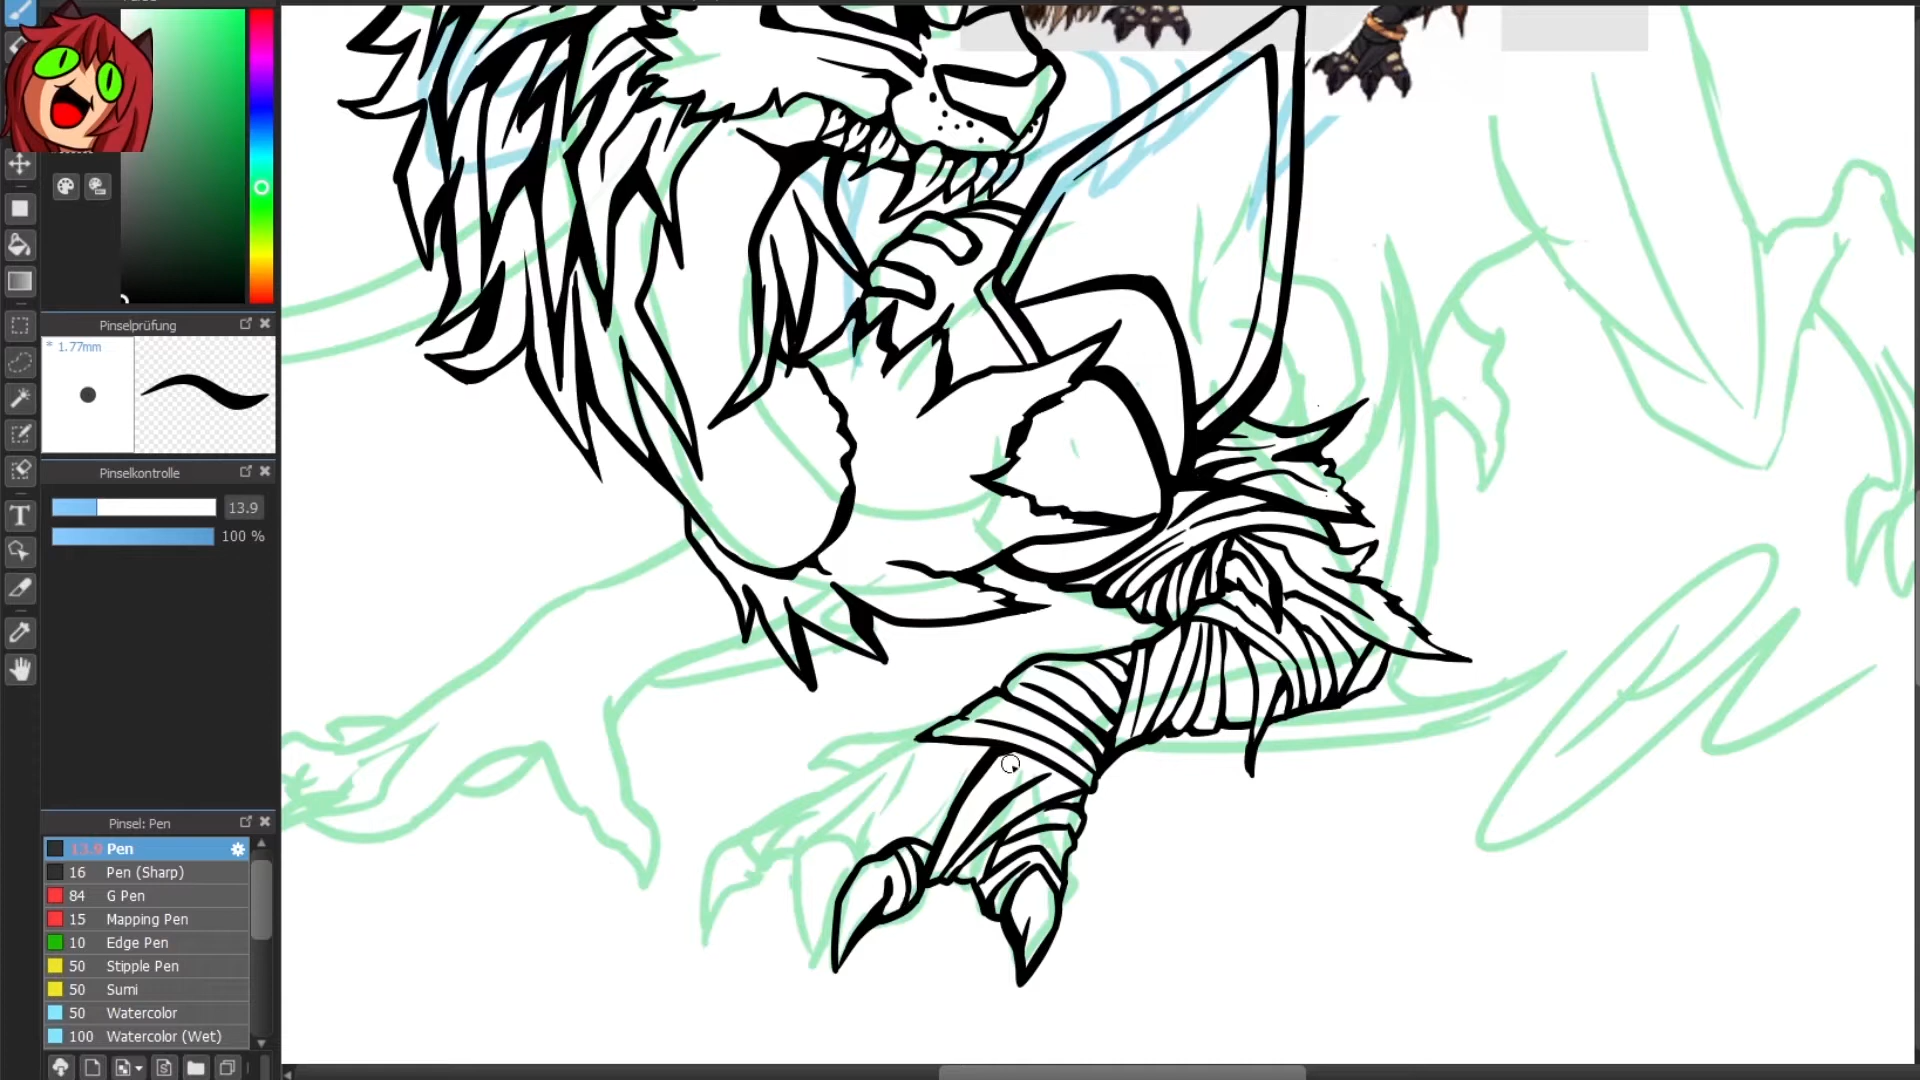 Pinselprüfung
* 1.77mm
Pinselkontrolle
13.9
100 %
Pinsel: Pen
13.9 Pen
16 Pen (Sharp)
84 G Pen
15 Mapping Pen
10 Edge Pen
50 Stipple Pen
50 Sumi
50 Watercolor
100 Watercolor (Wet)